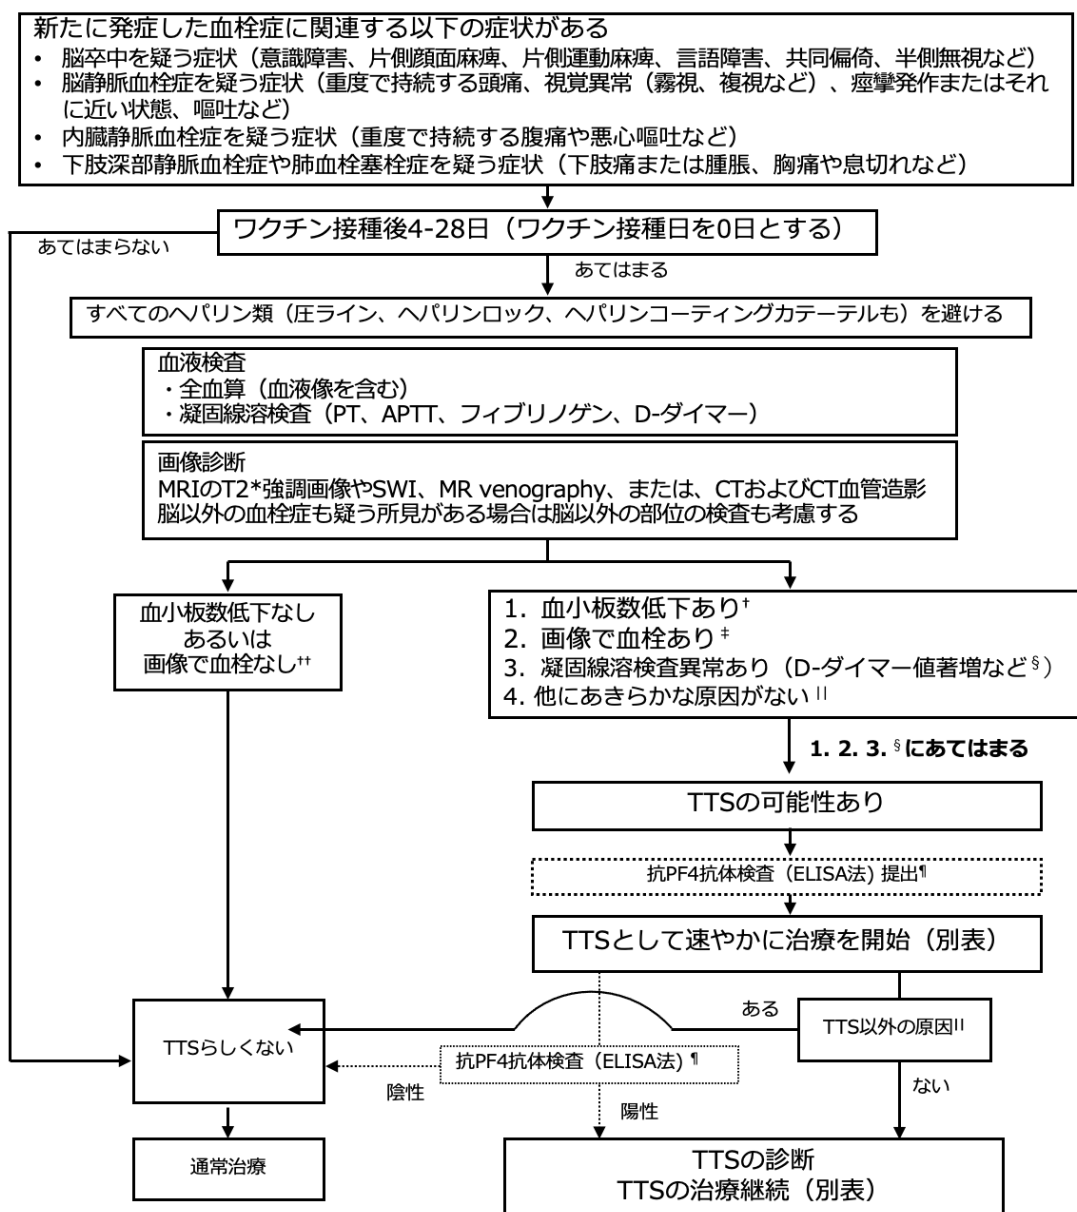 新たに発症した血栓症に関連する以下の症状がある
• 脳卒中を疑う症状（意識障害、片側顔面麻痺、片側運動麻痺、言語障害、共同偏倚、半側無視など）
• 脳静脈血栓症を疑う症状（重度で持続する頭痛、視覚異常（霧視、複視など）、痙攣発作またはそれ
に近い状態、嘔吐など）
• 内臓静脈血栓症を疑う症状（重度で持続する腹痛や悪心嘔吐など）
• 下肢深部静脈血栓症や肺血栓塞栓症を疑う症状（下肢痛または腫脹、胸痛や息切れなど）
ワクチン接種後4-28日（ワクチン接種日を0日とする）
あてはまらない
あてはまる
すべてのヘパリン類（圧ライン、ヘパリンロック、ヘパリンコーティングカテーテルも）を避ける
血液検査
・全血算（血液像を含む）
・凝固線溶検査（PT、APTT、フィブリノゲン、D-ダイマー）
画像診断
MRIのT2*強調画像やSWI、MR venography、または、CTおよびCT血管造影
脳以外の血栓症も疑う所見がある場合は脳以外の部位の検査も考慮する
血小板数低下なし
あるいは
画像で血栓なし††
1. 血小板数低下あり†
2. 画像で血栓あり‡
3. 凝固線溶検査異常あり（D-ダイマー値著増など§）
4. 他にあきらかな原因がない||
1. 2. 3. §にあてはまる
TTSの可能性あり
抗PF4抗体検査（ELISA法) 提出¶
TTSとして速やかに治療を開始（別表）
ある
TTS以外の原因||
TTSらしくない
抗PF4抗体検査（ELISA法) ¶
陰性
陽性
ない
通常治療
TTSの診断
TTSの治療継続（別表）